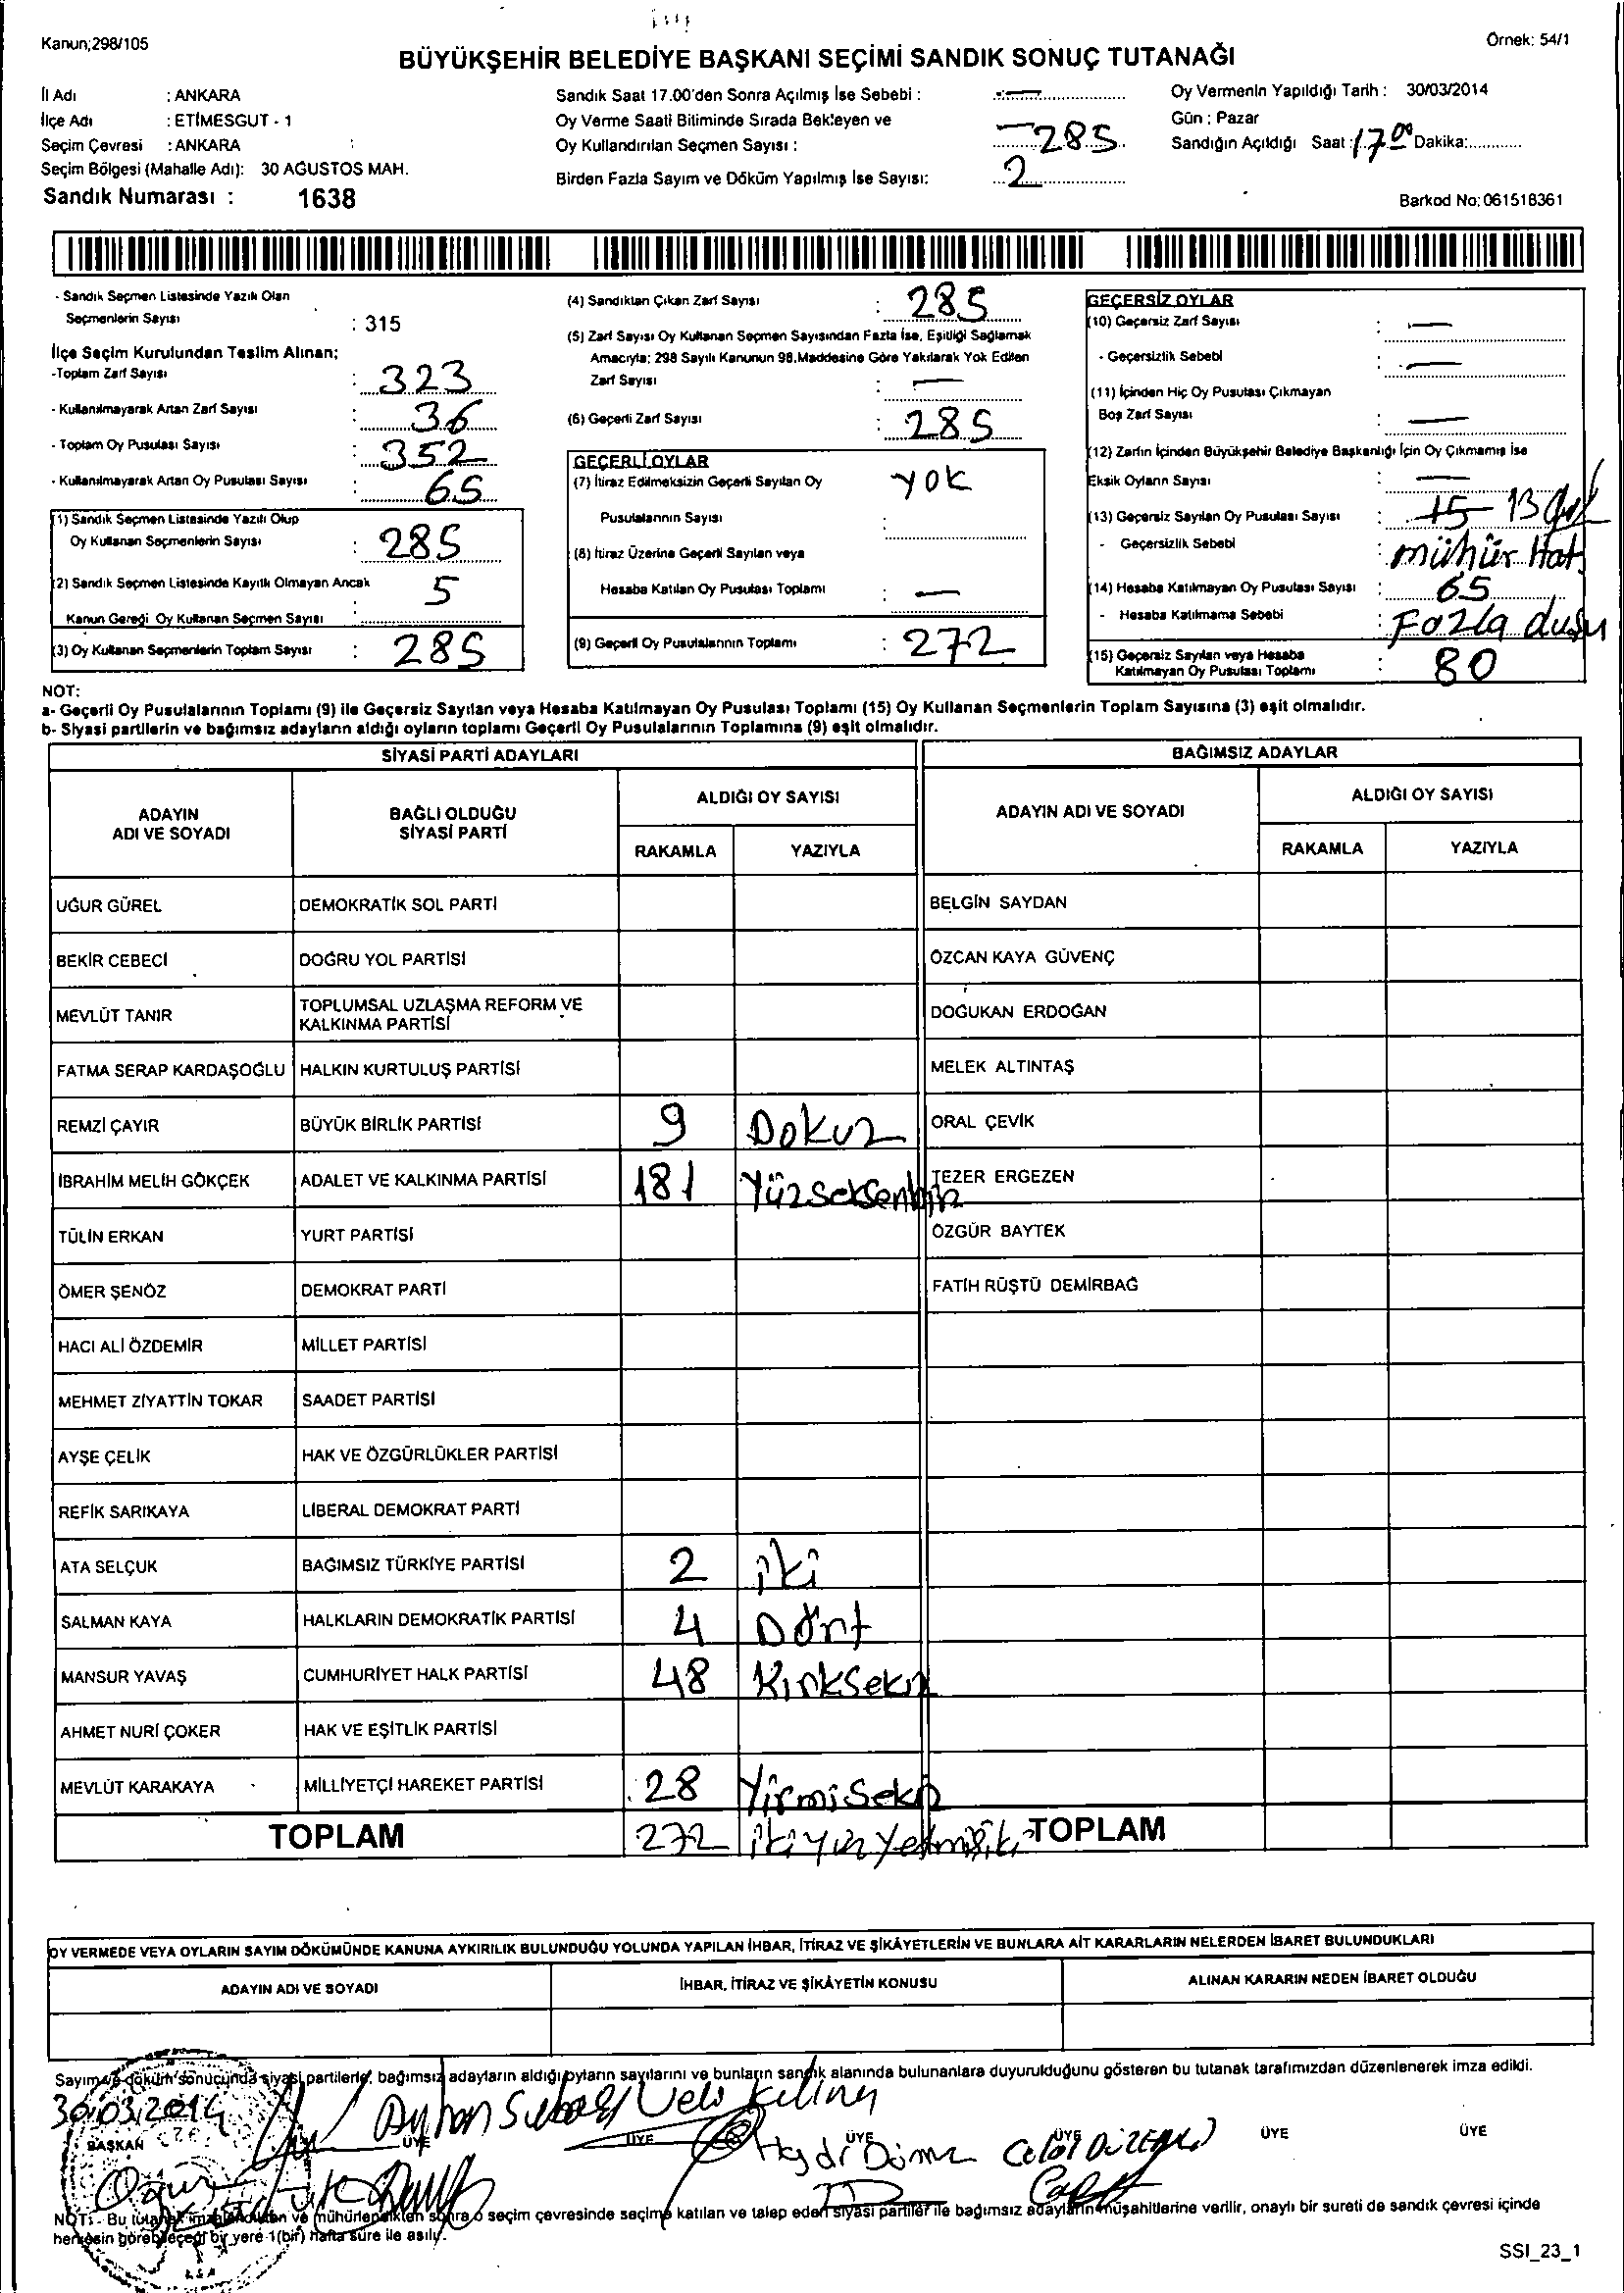 Kanun;298/105
Örnek: 54/1
BÜYÜKŞEHİR BELEDİYE BAŞKANI SEÇİMİ SANDIK SONUÇ TUTANAĞI
İl Adı : ANKARA
İlçe Adı : ETİMESGUT - 1
Seçim Çevresi : ANKARA
Seçim Bölgesi (Mahalle Adı): 30 AĞUSTOS MAH.
Sandık Numarası : 1638
Sandık Saat 17.00'den Sonra Açılmış İse Sebebi : —
Oy Verme Saati Bitiminde Sırada Bekleyen ve
Oy Kullandırılan Seçmen Sayısı : 285
Birden Fazla Sayım ve Döküm Yapılmış İse Sayısı: 2
Oy Vermenin Yapıldığı Tarih : 30/03/2014
Gün : Pazar
Sandığın Açıldığı Saat : 17 00 Dakika:............
Barkod No: 061518361
- Sandık Seçmen Listesinde Yazılı Olan
Seçmenlerin Sayısı : 315
İlçe Seçim Kurulundan Teslim Alınan;
-Toplam Zarf Sayısı : 323
- Kullanılmayarak Artan Zarf Sayısı : 36
- Toplam Oy Pusulası Sayısı : 352
- Kullanılmayarak Artan Oy Pusulası Sayısı : 65
(1) Sandık Seçmen Listesinde Yazılı Olup
Oy Kullanan Seçmenlerin Sayısı : 285
(2) Sandık Seçmen Listesinde Kayıtlı Olmayan Ancak
Kanun Gereği Oy Kullanan Seçmen Sayısı : 5
(3) Oy Kullanan Seçmenlerin Toplam Sayısı : 285
(4) Sandıktan Çıkan Zarf Sayısı : 285
(5) Zarf Sayısı Oy Kullanan Seçmen Sayısından Fazla İse, Eşitliği Sağlamak
Amacıyla; 298 Sayılı Kanunun 98.Maddesine Göre Yakılarak Yok Edilen
Zarf Sayısı : —
(6) Geçerli Zarf Sayısı : 285
GEÇERLİ OYLAR
(7) İtiraz Edilmeksizin Geçerli Sayılan Oy
Pusulalarının Sayısı : YOK
(8) İtiraz Üzerine Geçerli Sayılan veya
Hesaba Katılan Oy Pusulası Toplamı : —
(9) Geçerli Oy Pusulalarının Toplamı : 272
GEÇERSİZ OYLAR
(10) Geçersiz Zarf Sayısı : —
- Geçersizlik Sebebi : —
(11) İçinden Hiç Oy Pusulası Çıkmayan
Boş Zarf Sayısı : —
(12) Zarfın İçinden Büyükşehir Belediye Başkanlığı İçin Oy Çıkmamış İse
Eksik Oyların Sayısı : —
(13) Geçersiz Sayılan Oy Pusulası Sayısı : 15 13
- Geçersizlik Sebebi : mühür Hat
(14) Hesaba Katılmayan Oy Pusulası Sayısı : 65
- Hesaba Katılmama Sebebi : Fazla
(15) Geçersiz Sayılan veya Hesaba
Katılmayan Oy Pusulası Toplamı : 80
NOT:
a- Geçerli Oy Pusulalarının Toplamı (9) ile Geçersiz Sayılan veya Hesaba Katılmayan Oy Pusulası Toplamı (15) Oy Kullanan Seçmenlerin Toplam Sayısına (3) eşit olmalıdır.
b- Siyasi partilerin ve bağımsız adayların aldığı oyların toplamı Geçerli Oy Pusulalarının Toplamına (9) eşit olmalıdır.
SİYASİ PARTİ ADAYLARI
BAĞIMSIZ ADAYLAR
ADAYIN ADI VE SOYADI
BAĞLI OLDUĞU SİYASİ PARTİ
ALDIĞI OY SAYISI
RAKAMLA YAZIYLA
ADAYIN ADI VE SOYADI
ALDIĞI OY SAYISI
RAKAMLA YAZIYLA
UĞUR GÜREL DEMOKRATİK SOL PARTİ BELGİN SAYDAN
BEKİR CEBECİ DOĞRU YOL PARTİSİ ÖZCAN KAYA GÜVENÇ
MEVLÜT TANIR TOPLUMSAL UZLAŞMA REFORM VE KALKINMA PARTİSİ DOĞUKAN ERDOĞAN
FATMA SERAP KARDAŞOĞLU HALKIN KURTULUŞ PARTİSİ MELEK ALTINTAŞ
REMZİ ÇAYIR BÜYÜK BİRLİK PARTİSİ 9 Dokuz ORAL ÇEVİK
İBRAHİM MELİH GÖKÇEK ADALET VE KALKINMA PARTİSİ 181 Yüzseksenbir TEZER ERGEZEN
TÜLİN ERKAN YURT PARTİSİ ÖZGÜR BAYTEK
ÖMER ŞENÖZ DEMOKRAT PARTİ FATİH RÜŞTÜ DEMİRBAĞ
HACI ALİ ÖZDEMİR MİLLET PARTİSİ
MEHMET ZİYATTİN TOKAR SAADET PARTİSİ
AYŞE ÇELİK HAK VE ÖZGÜRLÜKLER PARTİSİ
REFİK SARIKAYA LİBERAL DEMOKRAT PARTİ
ATA SELÇUK BAĞIMSIZ TÜRKİYE PARTİSİ 2 iki
SALMAN KAYA HALKLARIN DEMOKRATİK PARTİSİ 4 Dört
MANSUR YAVAŞ CUMHURİYET HALK PARTİSİ 48 Kırksekiz
AHMET NURİ ÇOKER HAK VE EŞİTLİK PARTİSİ
MEVLÜT KARAKAYA MİLLİYETÇİ HAREKET PARTİSİ 28 Yirmisekiz
TOPLAM 272 ikiyüzyetmişiki TOPLAM
OY VERMEDE VEYA OYLARIN SAYIM DÖKÜMÜNDE KANUNA AYKIRILIK BULUNDUĞU YOLUNDA YAPILAN İHBAR, İTİRAZ VE ŞİKÂYETLERİN VE BUNLARA AİT KARARLARIN NELERDEN İBARET BULUNDUKLARI
ADAYIN ADI VE SOYADI İHBAR, İTİRAZ VE ŞİKÂYETİN KONUSU ALINAN KARARIN NEDEN İBARET OLDUĞU
Sayım ve döküm sonucunda siyasi partilerle, bağımsız adayların aldığı oyların sayılarını ve bunların sandık alanında bulunanlara duyurulduğunu gösteren bu tutanak tarafımızdan düzenlenerek imza edildi.
30.03.2014
BAŞKAN ÜYE ÜYE ÜYE ÜYE ÜYE ÜYE
NOT: - Bu tutanak imzalandıktan ve mühürlendikten sonra o seçim çevresinde seçime katılan ve talep eden siyasi partiler ile bağımsız adayların müşahitlerine verilir, onaylı bir sureti de sandık çevresi içinde
herkesin görebileceği bir yere 1(bir) hafta süre ile asılır.
SSI_23_1